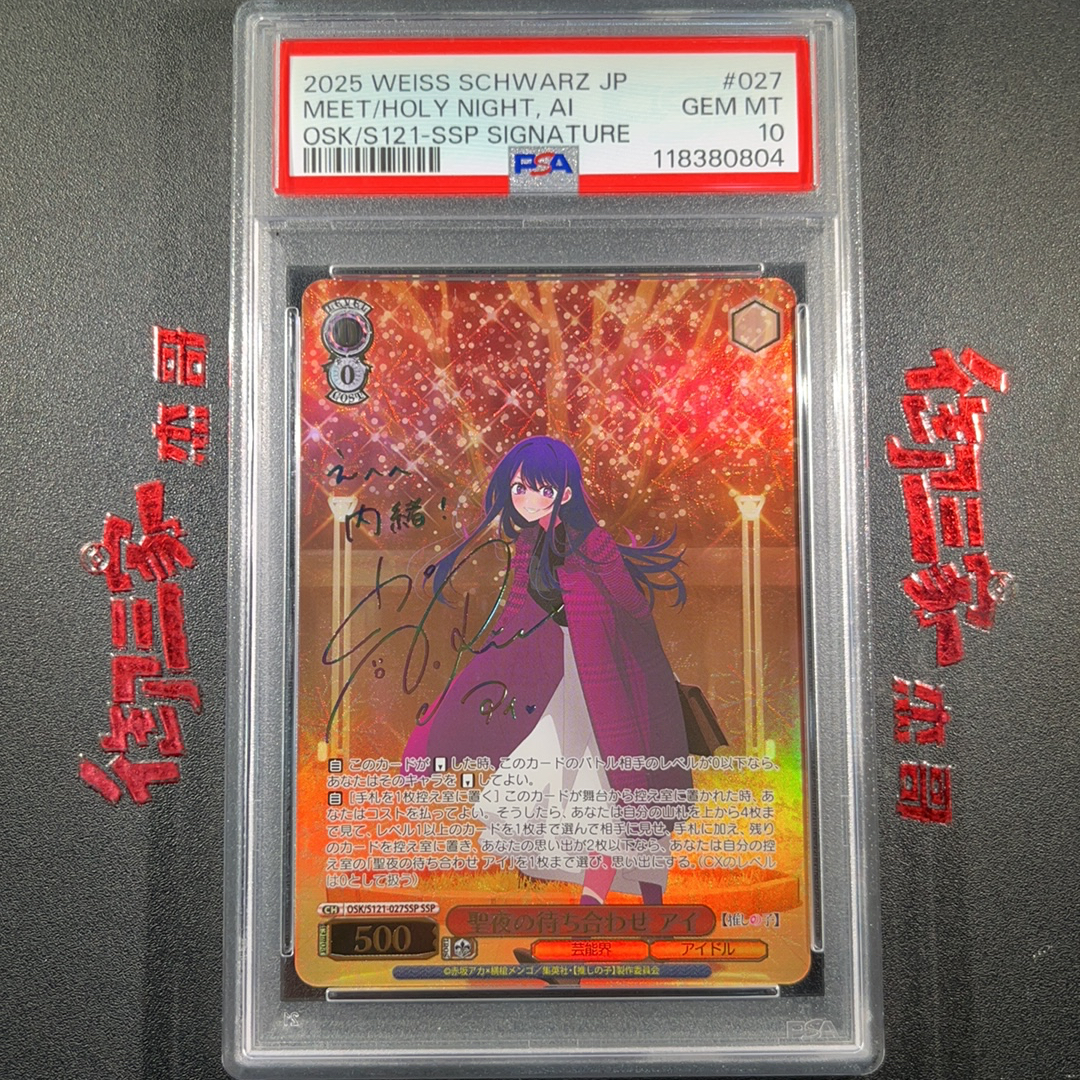 2025 WEISS SCHWARZ JP #027
MEET/HOLY NIGHT, AI GEM MT
OSK/S121-SSP SIGNATURE 10
PSA 118380804
LEVEL
0
COST
えへへ
内緒!
アイ
自 このカードが した時、このカードのバトル相手のレベルが0以下なら、
あなたはそのキャラを してよい。
自 [手札を1枚控え室に置く] このカードが舞台から控え室に置かれた時、あ
なたはコストを払ってよい。そうしたら、あなたは自分の山札を上から4枚ま
で見て、レベル1以上のカードを1枚まで選んで相手に見せ、手札に加え、残り
のカードを控え室に置き、あなたの思い出が2枚以下なら、あなたは自分の控
え室の「聖夜の待ち合わせ アイ」を1枚まで選び、思い出にする。(CXのレベル
は0として扱う)
CH OSK/S121-027SSP SSP
聖夜の待ち合わせ アイ
【推しの子】
500
芸能界 アイドル
©赤坂アカ×横槍メンゴ/集英社・【推しの子】製作委員会
PSA